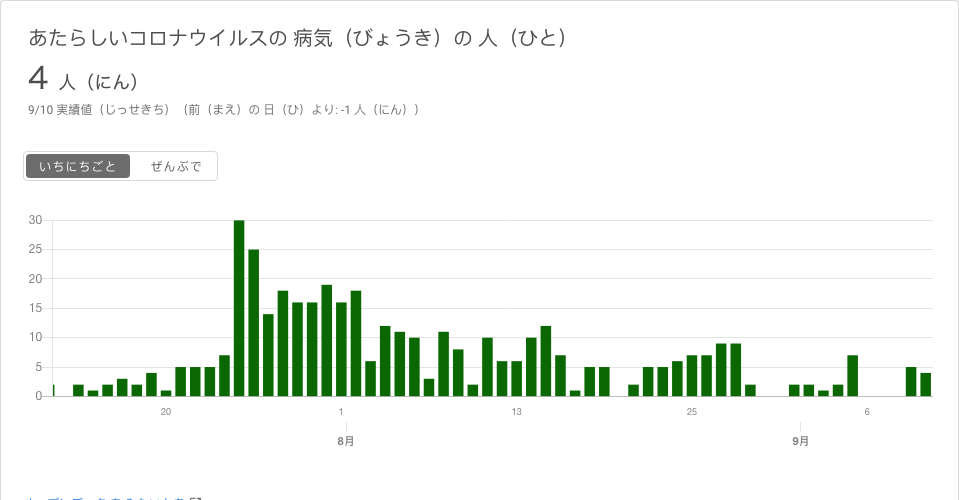 あたらしいコロナウイルスの 病気（びょうき）の 人（ひと）
4 人（にん）
9/10 実績値（じっせきち）（前（まえ）の 日（ひ）より: -1 人（にん））
いちにちごと ぜんぶで
30
25
20
15
10
5
0
20 1 13 25 6
8月 9月